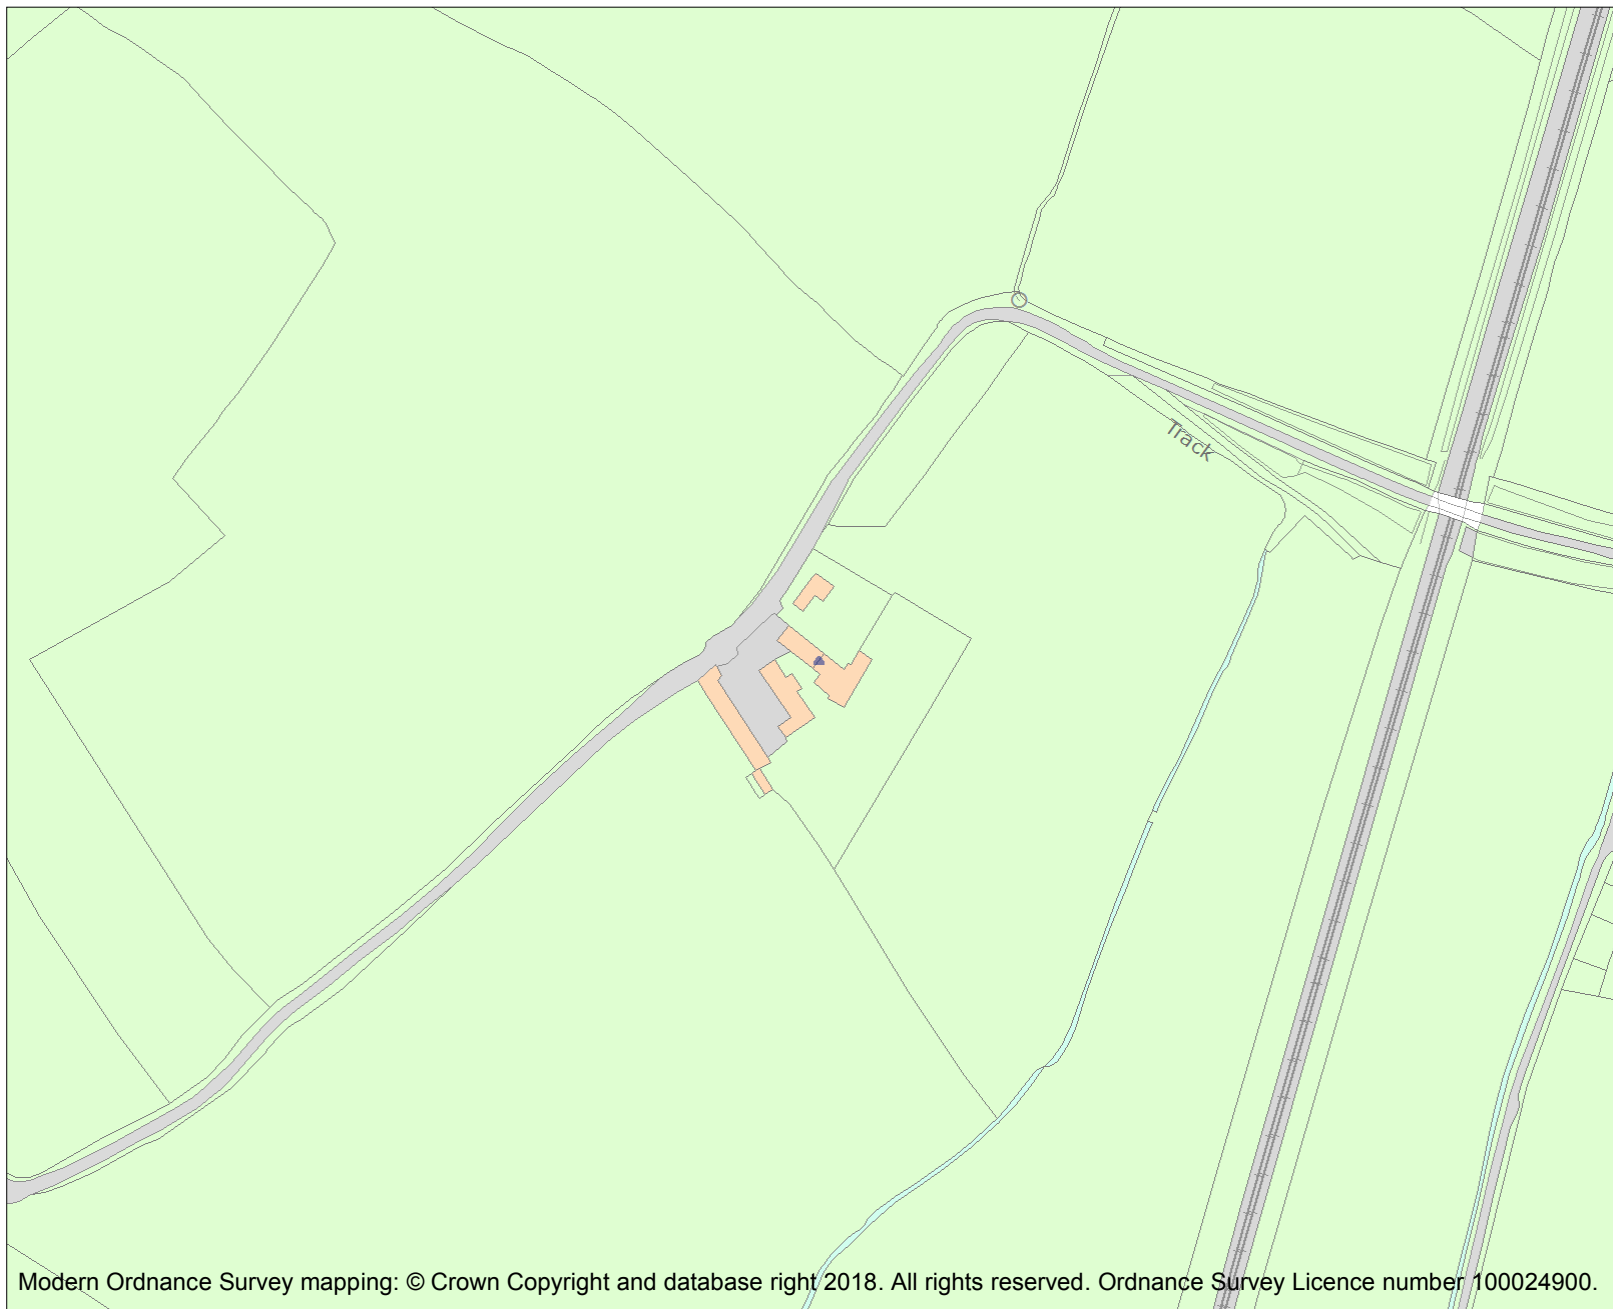 Track
Modern Ordnance Survey mapping: © Crown Copyright and database right 2018. All rights reserved. Ordnance Survey Licence number 100024900.